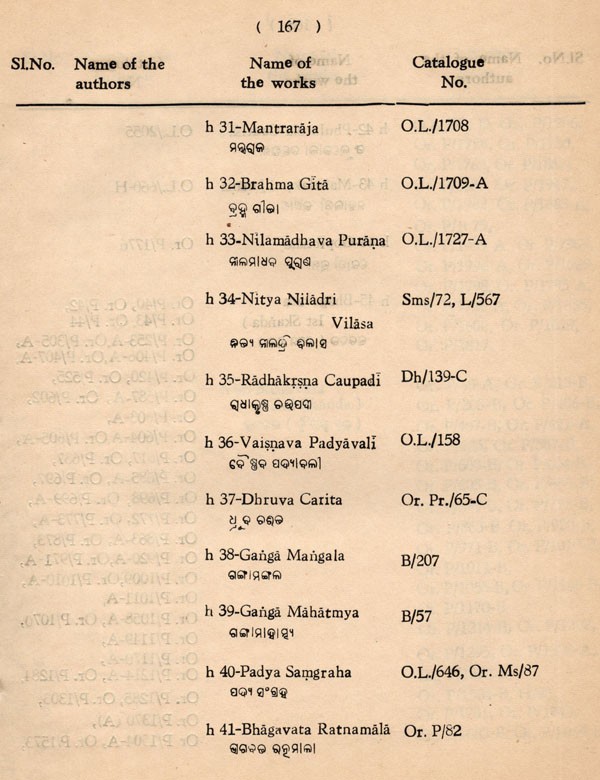 ( 167 )
Sl.No. Name of the Name of Catalogue
authors the works No.
h 31-Mantrarāja O.L./1708
ମନ୍ତ୍ରରାଜ
h 32-Brahma Gitā O.L./1709-A
ବ୍ରହ୍ମ ଗୀତା
h 33-Nilamādhava Purāṇa O.L./1727-A
ନୀଳମାଧବ ପୁରାଣ
h 34-Nitya Nilādri Sms/72, L/567
Vilāsa
ନିତ୍ୟ ନୀଳାଦ୍ରି ବିଳାସ
h 35-Rādhākṛṣṇa Caupadi Dh/139-C
ରାଧାକୃଷ୍ଣ ଚଉପଦୀ
h 36-Vaiṣṇava Padyāvali O.L./158
ବୈଷ୍ଣବ ପଦ୍ୟାବଳୀ
h 37-Dhruva Carita Or. Pr./65-C
ଧ୍ରୁବ ଚରିତ
h 38-Gaṅgā Maṅgala B/207
ଗଙ୍ଗାମଙ୍ଗଳ
h 39-Gaṅgā Māhātmya B/57
ଗଙ୍ଗାମାହାତ୍ମ୍ୟ
h 40-Padya Saṃgraha O.L./646, Or. Ms/87
ପଦ୍ୟ ସଂଗ୍ରହ
h 41-Bhāgavata Ratnamālā Or. P/82
ଭାଗବତ ରତ୍ନମାଳା